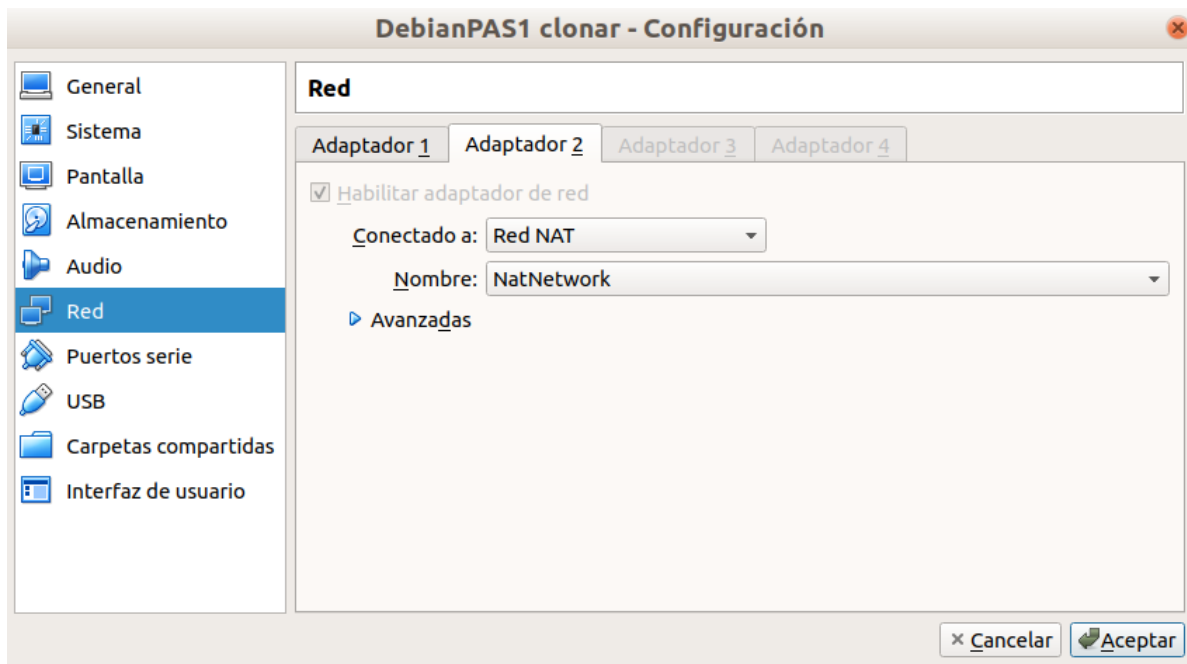 DebianPAS1 clonar - Configuración
General
Sistema
Pantalla
Almacenamiento
Audio
Red
Puertos serie
USB
Carpetas compartidas
Interfaz de usuario
Red
Adaptador 1 Adaptador 2 Adaptador 3 Adaptador 4
Habilitar adaptador de red
Conectado a: Red NAT
Nombre: NatNetwork
Avanzadas
Cancelar Aceptar